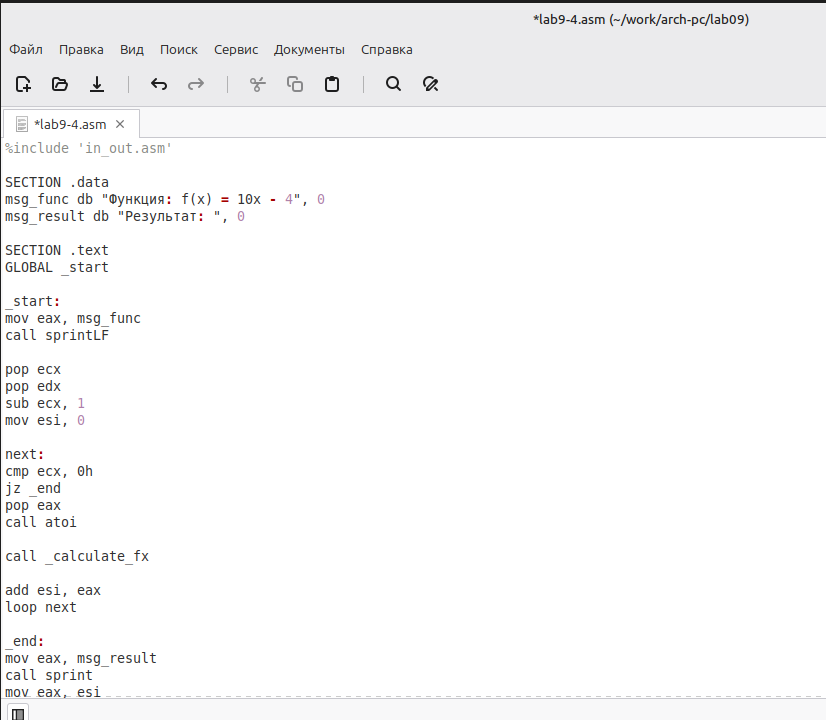 *lab9-4.asm (~/work/arch-pc/lab09)
Файл Правка Вид Поиск Сервис Документы Справка
*lab9-4.asm
%include 'in_out.asm'
SECTION .data
msg_func db "Функция: f(x) = 10x - 4", 0
msg_result db "Результат: ", 0
SECTION .text
GLOBAL _start
_start:
mov eax, msg_func
call sprintLF
pop ecx
pop edx
sub ecx, 1
mov esi, 0
next:
cmp ecx, 0h
jz _end
pop eax
call atoi
call _calculate_fx
add esi, eax
loop next
_end:
mov eax, msg_result
call sprint
mov eax, esi